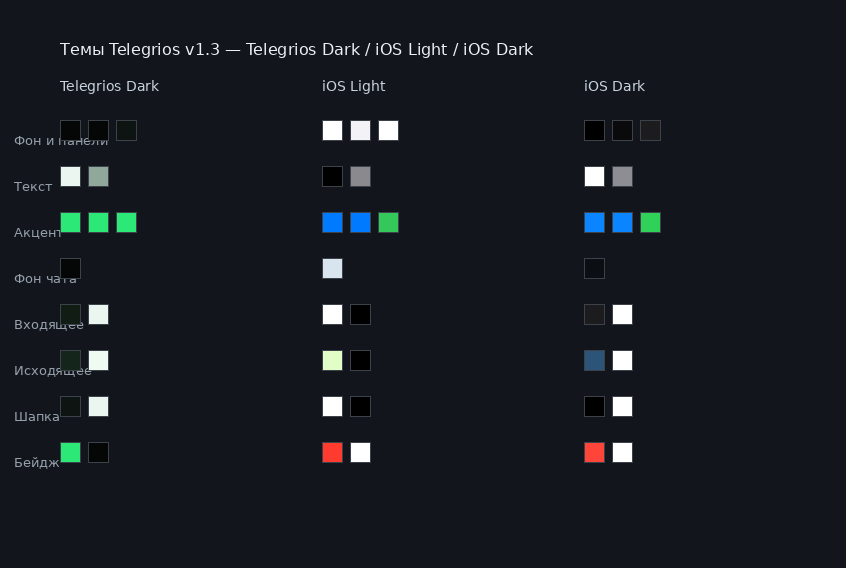 Темы Telegrios v1.3 — Telegrios Dark / iOS Light / iOS Dark
Telegrios Dark iOS Light iOS Dark
Фон и панели
Текст
Акцент
Фон чата
Входящее
Исходящее
Шапка
Бейдж